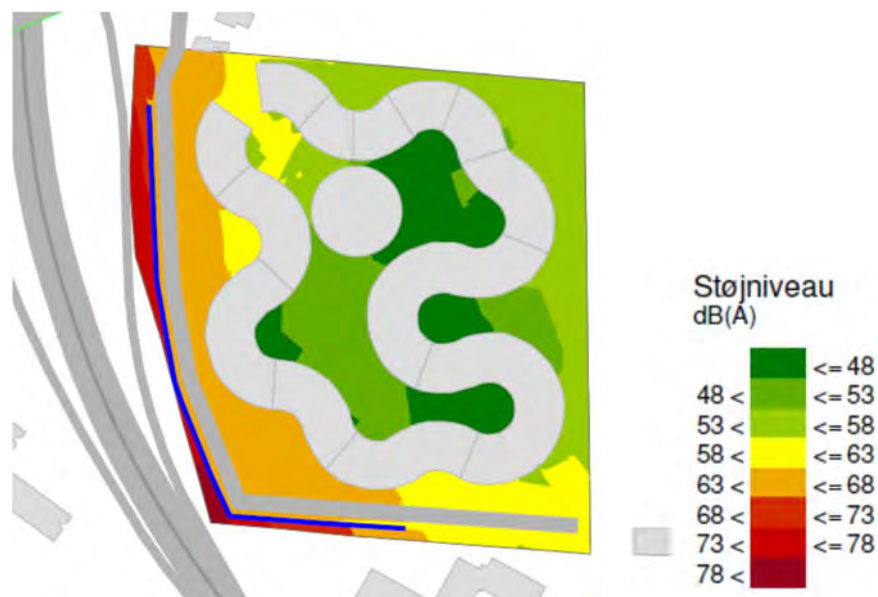 Støjniveau
dB(A)
<= 48
48 < <= 53
53 < <= 58
58 < <= 63
63 < <= 68
68 < <= 73
73 < <= 78
78 <